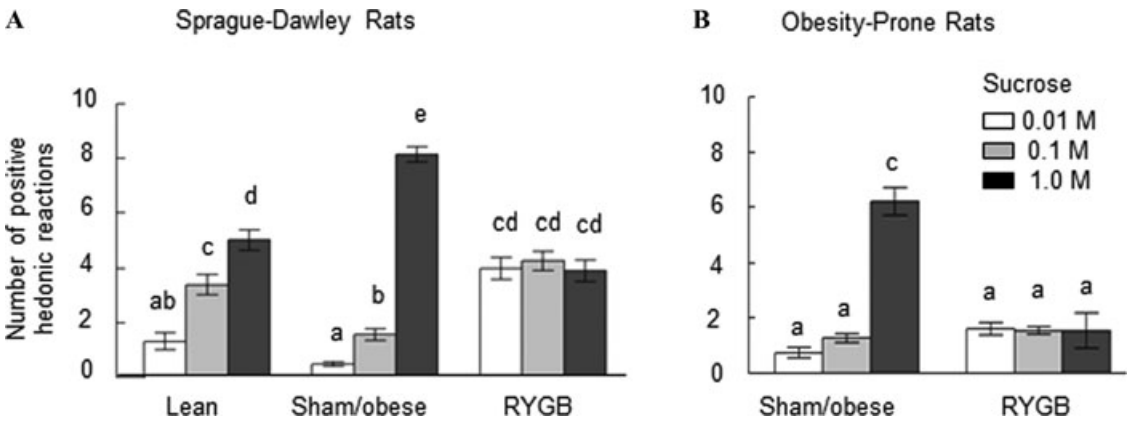 A
Sprague-Dawley Rats
Number of positive
hedonic reactions
10
8
6
4
2
0
ab
c
d
a
b
e
cd
cd
cd
Lean
Sham/obese
RYGB
B
Obesity-Prone Rats
Sucrose
0.01 M
0.1 M
1.0 M
10
8
6
4
2
0
a
a
c
a
a
a
Sham/obese
RYGB